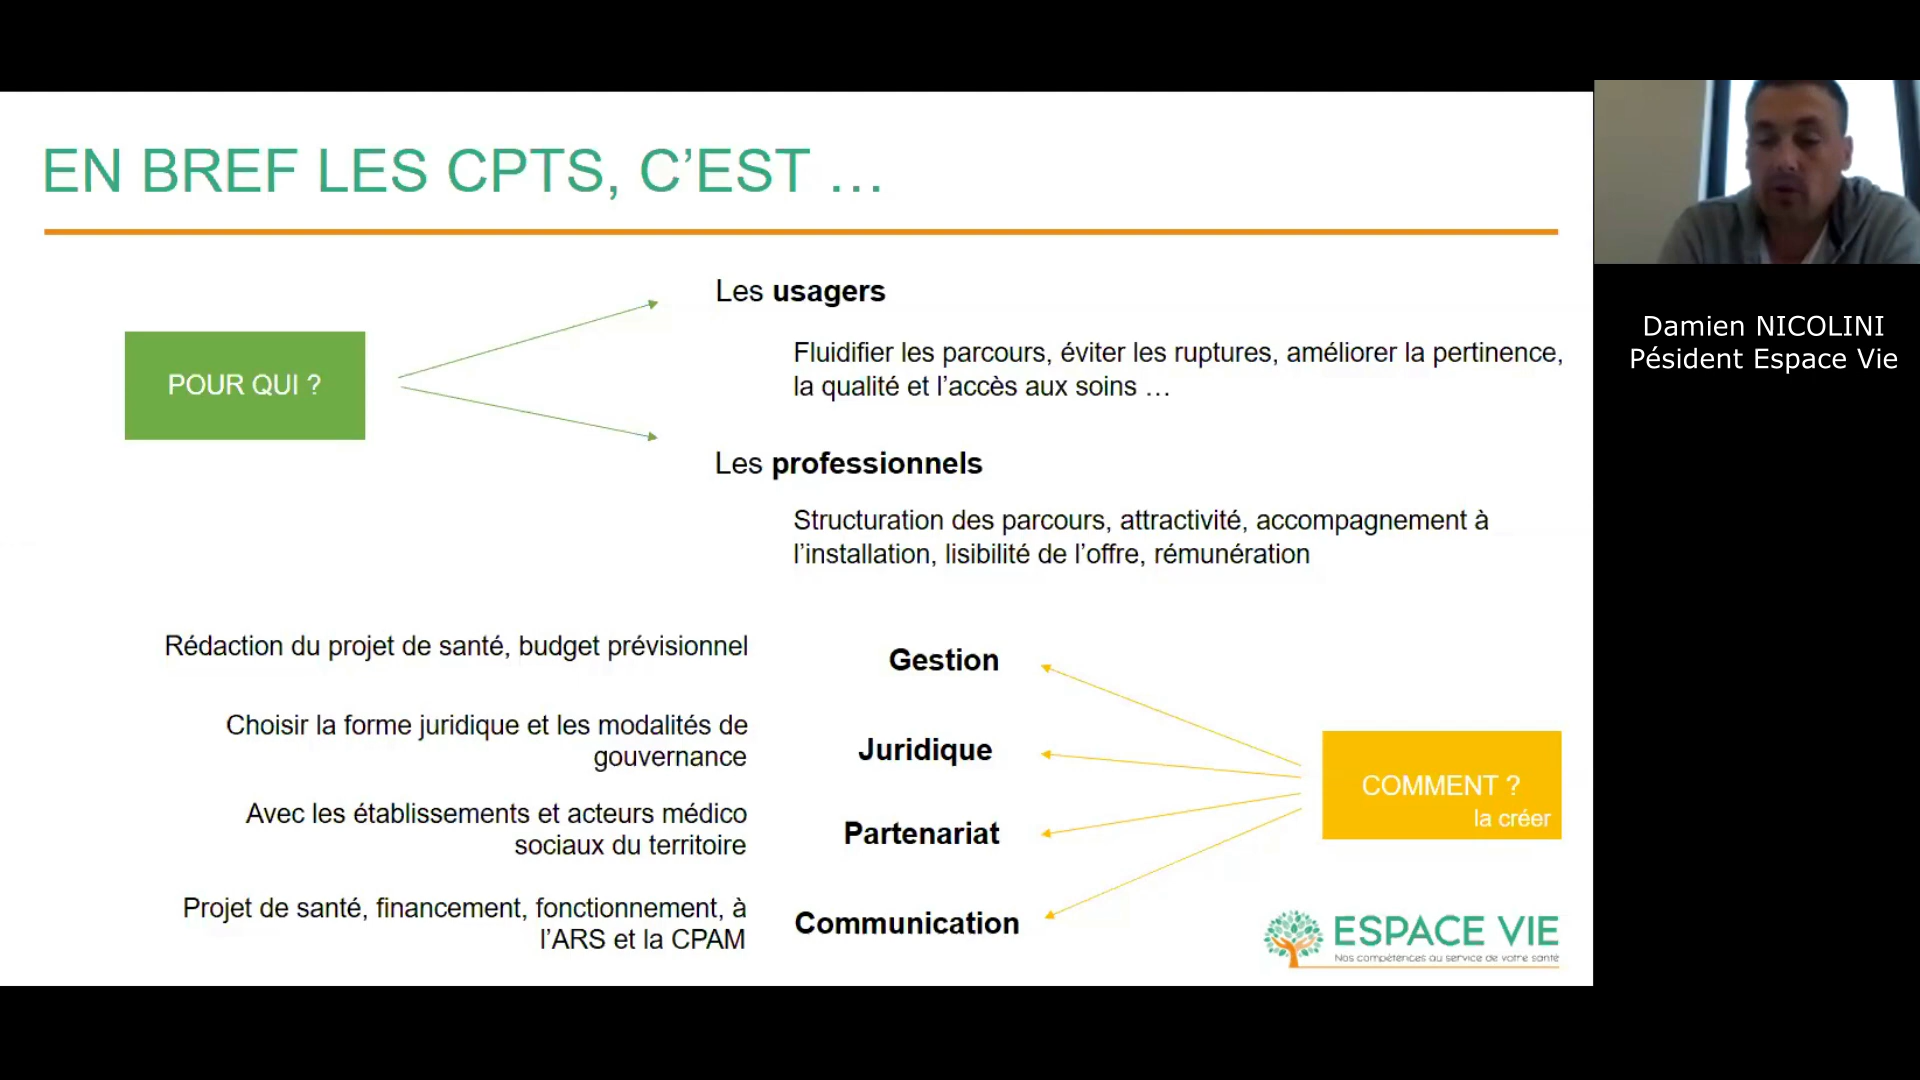 EN BREF LES CPTS, C’EST …
POUR QUI ?
Les usagers
Fluidifier les parcours, éviter les ruptures, améliorer la pertinence,
la qualité et l’accès aux soins …
Les professionnels
Structuration des parcours, attractivité, accompagnement à
l’installation, lisibilité de l’offre, rémunération
Rédaction du projet de santé, budget prévisionnel
Gestion
Choisir la forme juridique et les modalités de
gouvernance
Juridique
Avec les établissements et acteurs médico
sociaux du territoire
Partenariat
Projet de santé, financement, fonctionnement, à
l’ARS et la CPAM
Communication
COMMENT ?
la créer
ESPACE VIE
Nos compétences au service de votre santé
Damien NICOLINI
Pésident Espace Vie